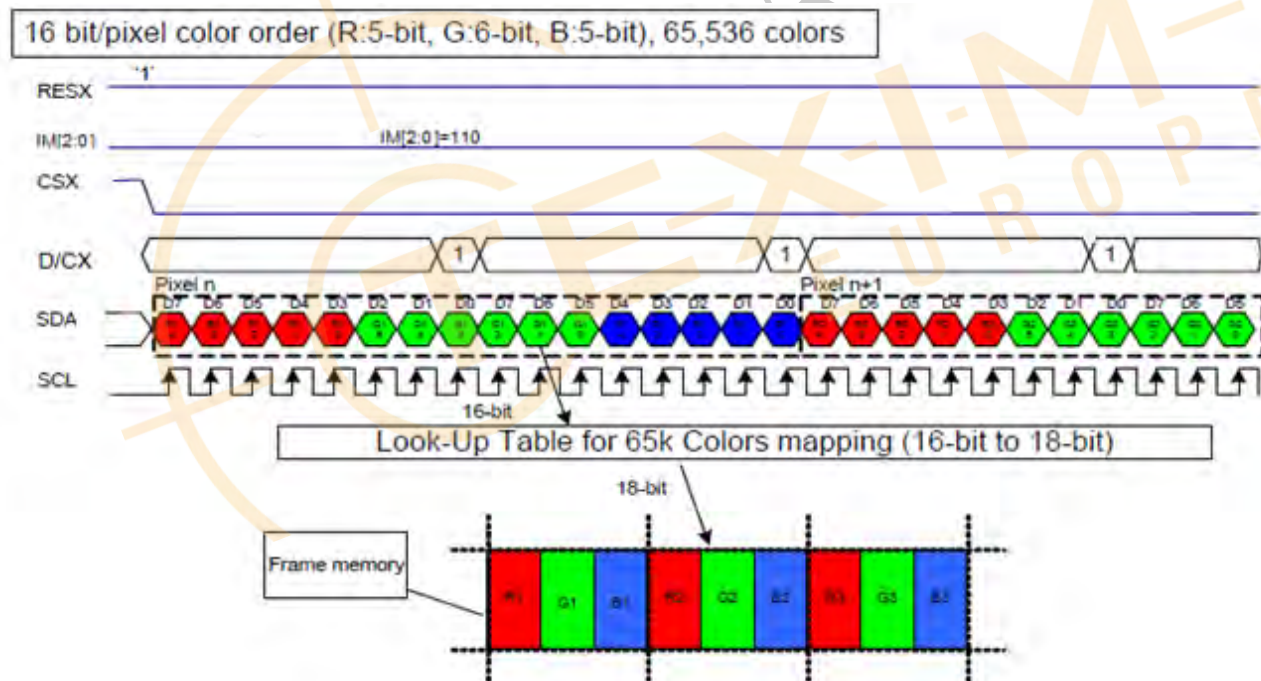 16 bit/pixel color order (R:5-bit, G:6-bit, B:5-bit), 65,536 colors
'1'
RESX
IM[2:0]
IM[2:0]=110
CSX
D/CX
1
1
1
Pixel n
Pixel n+1
D7 D6 D5 D4 D3 D2 D1 D0 D7 D6 D5 D4 D3 D2 D1 D0 D7 D6 D5 D4 D3 D2 D1 D0 D7 D6 D5
SDA
SCL
16-bit
Look-Up Table for 65k Colors mapping (16-bit to 18-bit)
18-bit
Frame memory
R1 G1 B1 R2 G2 B2 R3 G3 B3